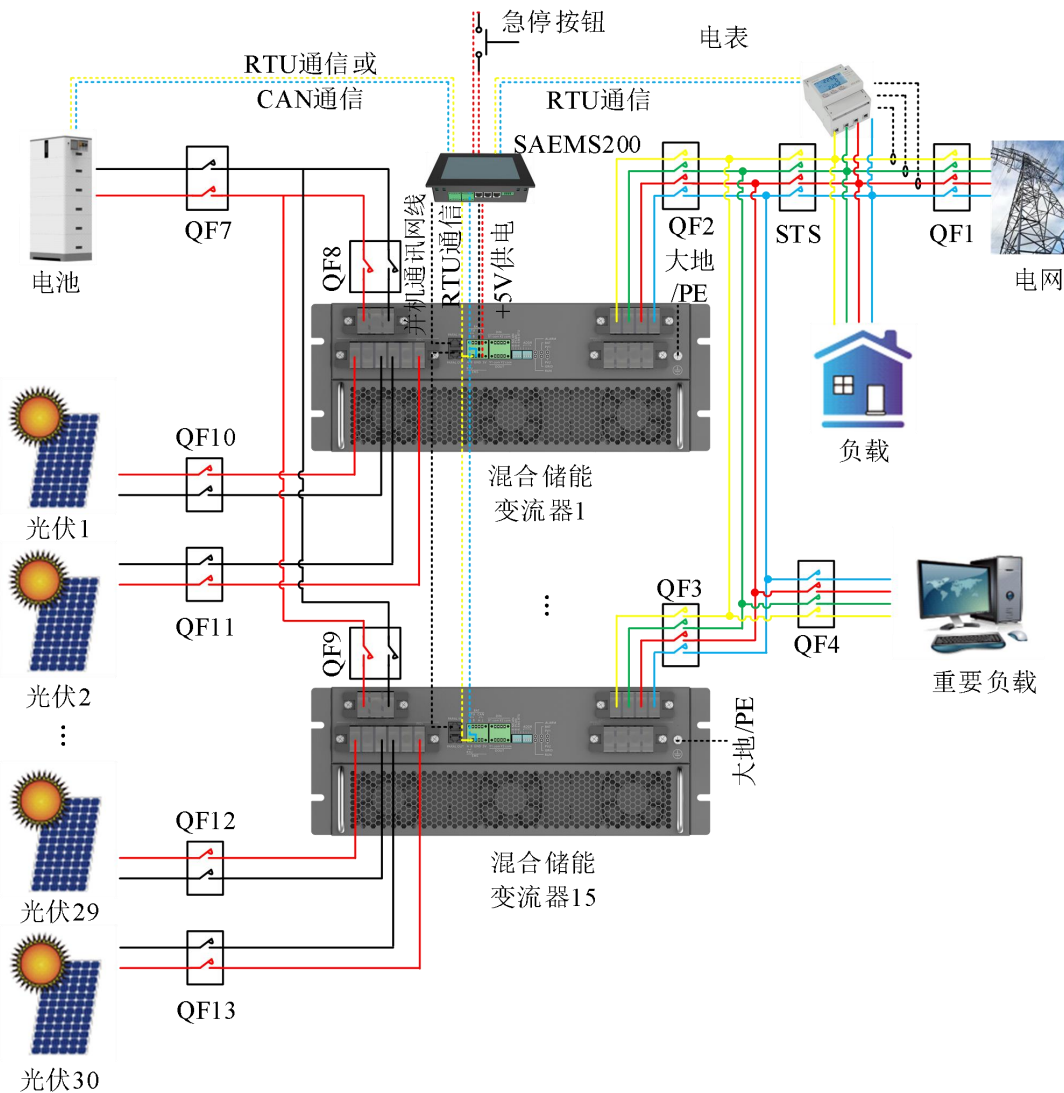 急停按钮
电表
RTU通信或
CAN通信
RTU通信
SAEMS200
QF7
QF2
STS
QF1
电池
QF8
并机通讯网线
RTU通信
+5V供电
大地
/PE
电网
QF10
混合储能
变流器1
负载
光伏1
QF11
QF9
QF3
QF4
光伏2
重要负载
大地/PE
QF12
混合储能
变流器15
光伏29
QF13
光伏30